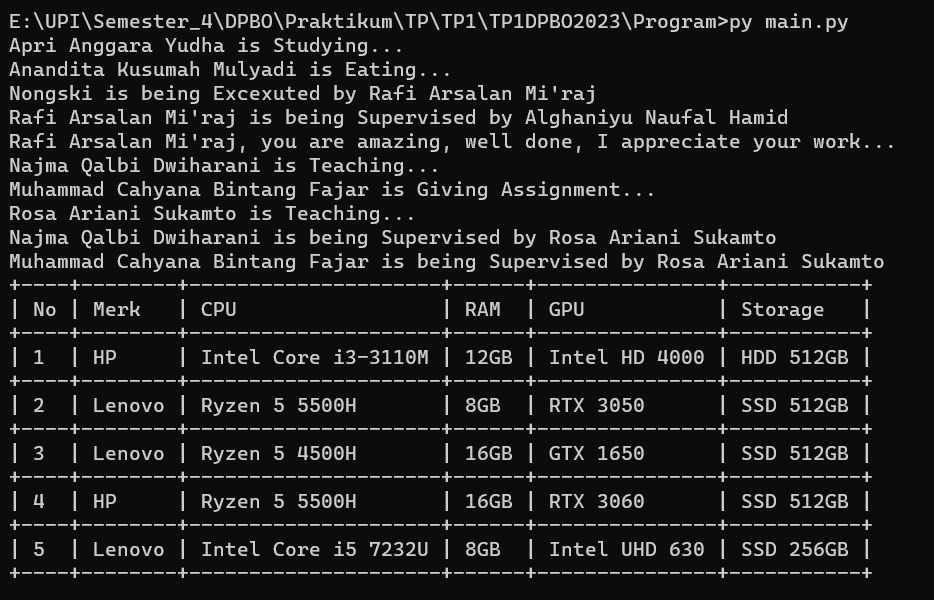 E:\UPI\Semester_4\DPBO\Praktikum\TP\TP1\TP1DPBO2023\Program>py main.py
Apri Anggara Yudha is Studying...
Anandita Kusumah Mulyadi is Eating...
Nongski is being Excexuted by Rafi Arsalan Mi'raj
Rafi Arsalan Mi'raj is being Supervised by Alghaniyu Naufal Hamid
Rafi Arsalan Mi'raj, you are amazing, well done, I appreciate your work...
Najma Qalbi Dwiharani is Teaching...
Muhammad Cahyana Bintang Fajar is Giving Assignment...
Rosa Ariani Sukamto is Teaching...
Najma Qalbi Dwiharani is being Supervised by Rosa Ariani Sukamto
Muhammad Cahyana Bintang Fajar is being Supervised by Rosa Ariani Sukamto
+----+--------+---------------------+------+---------------+-----------+
| No | Merk   | CPU                 | RAM  | GPU           | Storage   |
+----+--------+---------------------+------+---------------+-----------+
| 1  | HP     | Intel Core i3-3110M | 12GB | Intel HD 4000 | HDD 512GB |
+----+--------+---------------------+------+---------------+-----------+
| 2  | Lenovo | Ryzen 5 5500H       | 8GB  | RTX 3050      | SSD 512GB |
+----+--------+---------------------+------+---------------+-----------+
| 3  | Lenovo | Ryzen 5 4500H       | 16GB | GTX 1650      | SSD 512GB |
+----+--------+---------------------+------+---------------+-----------+
| 4  | HP     | Ryzen 5 5500H       | 16GB | RTX 3060      | SSD 512GB |
+----+--------+---------------------+------+---------------+-----------+
| 5  | Lenovo | Intel Core i5 7232U | 8GB  | Intel UHD 630 | SSD 256GB |
+----+--------+---------------------+------+---------------+-----------+